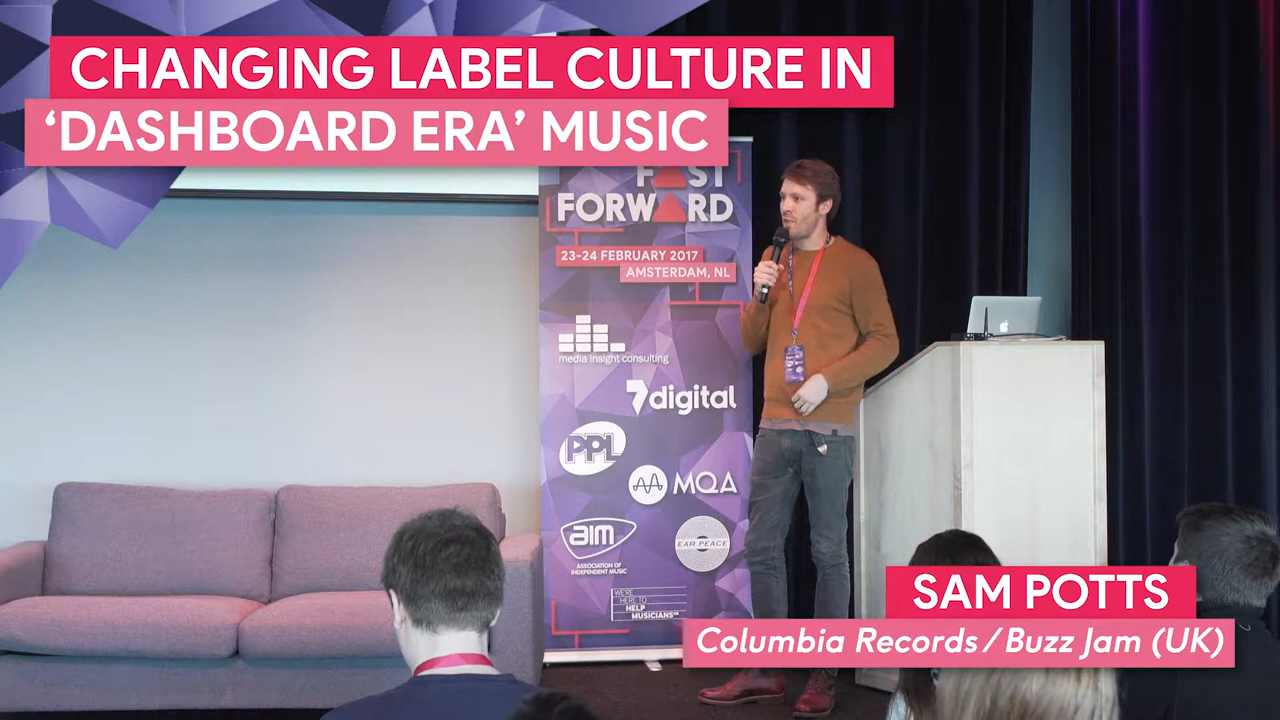 CHANGING LABEL CULTURE IN
‘DASHBOARD ERA’ MUSIC
FAST
FORWARD
23-24 FEBRUARY 2017
AMSTERDAM, NL
media insight consulting
7digital
PPL
MQA
aim
ASSOCIATION OF
INDEPENDENT MUSIC
EAR PEACE
WE'RE
HERE TO
HELP
MUSICIANS
SAM POTTS
Columbia Records / Buzz Jam (UK)